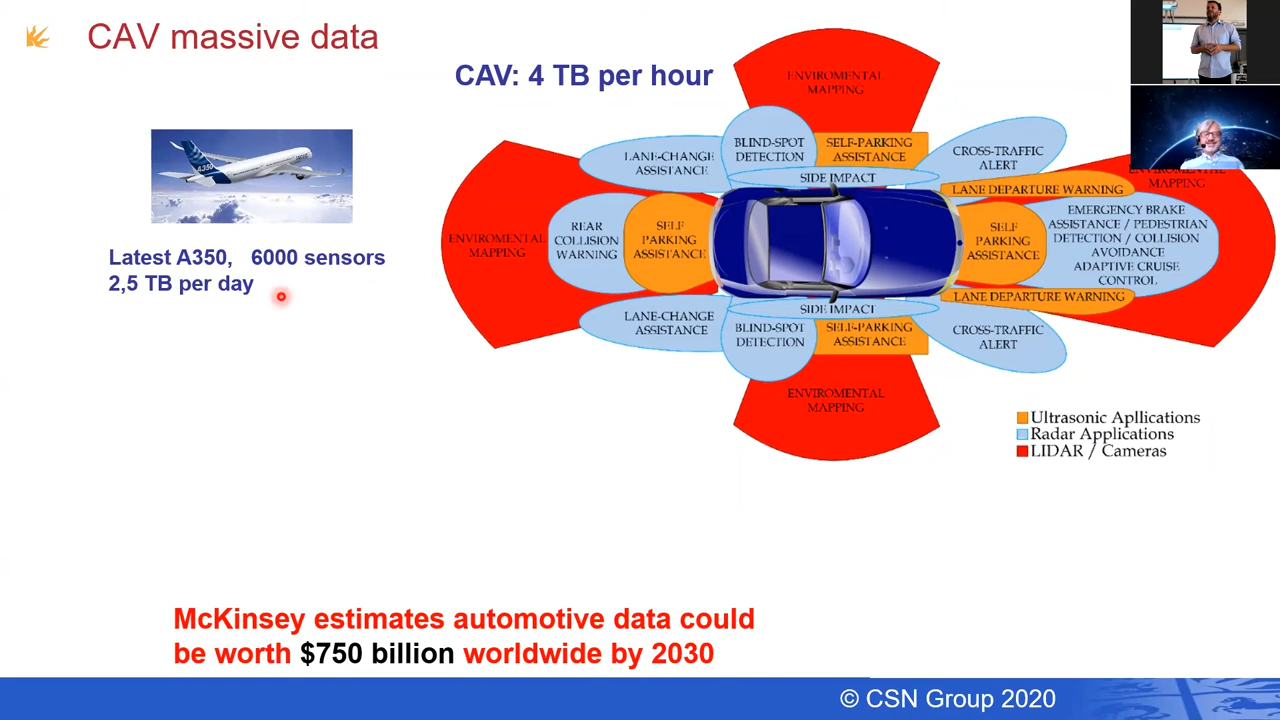 CAV massive data
CAV: 4 TB per hour
Latest A350, 6000 sensors
2,5 TB per day
ENVIROMENTAL
MAPPING
LANE-CHANGE
ASSISTANCE
BLIND-SPOT
DETECTION
SELF-PARKING
ASSISTANCE
CROSS-TRAFFIC
ALERT
SIDE IMPACT
LANE DEPARTURE WARNING
ENVIROMENTAL
MAPPING
ENVIROMENTAL
MAPPING
REAR
COLLISION
WARNING
SELF
PARKING
ASSISTANCE
SELF
PARKING
ASSISTANCE
EMERGENCY BRAKE
ASSISTANCE / PEDESTRIAN
DETECTION / COLLISION
AVOIDANCE
ADAPTIVE CRUISE
CONTROL
LANE DEPARTURE WARNING
SIDE IMPACT
LANE-CHANGE
ASSISTANCE
BLIND-SPOT
DETECTION
SELF-PARKING
ASSISTANCE
CROSS-TRAFFIC
ALERT
ENVIROMENTAL
MAPPING
Ultrasonic Apllications
Radar Applications
LIDAR / Cameras
McKinsey estimates automotive data could
be worth $750 billion worldwide by 2030
© CSN Group 2020